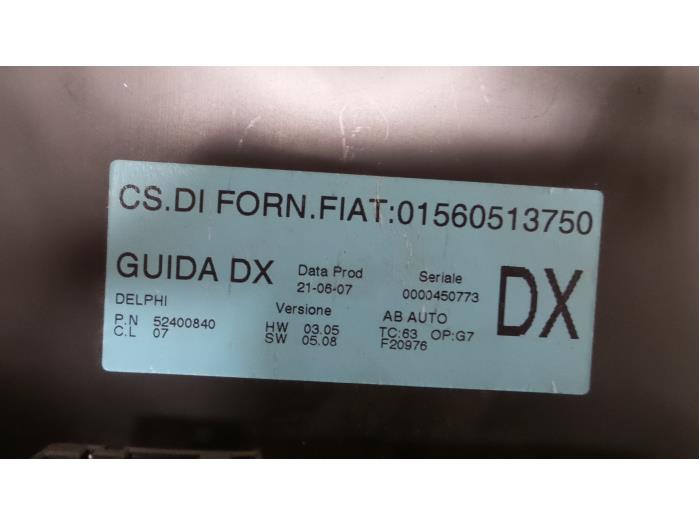 CS.DI FORN.FIAT:01560513750
GUIDA DX Data Prod 21-06-07 Seriale 0000450773 DX
DELPHI Versione AB AUTO
P.N 52400840 HW 03.05 TC:63 OP:G7
C.L 07 SW 05.08 F20976